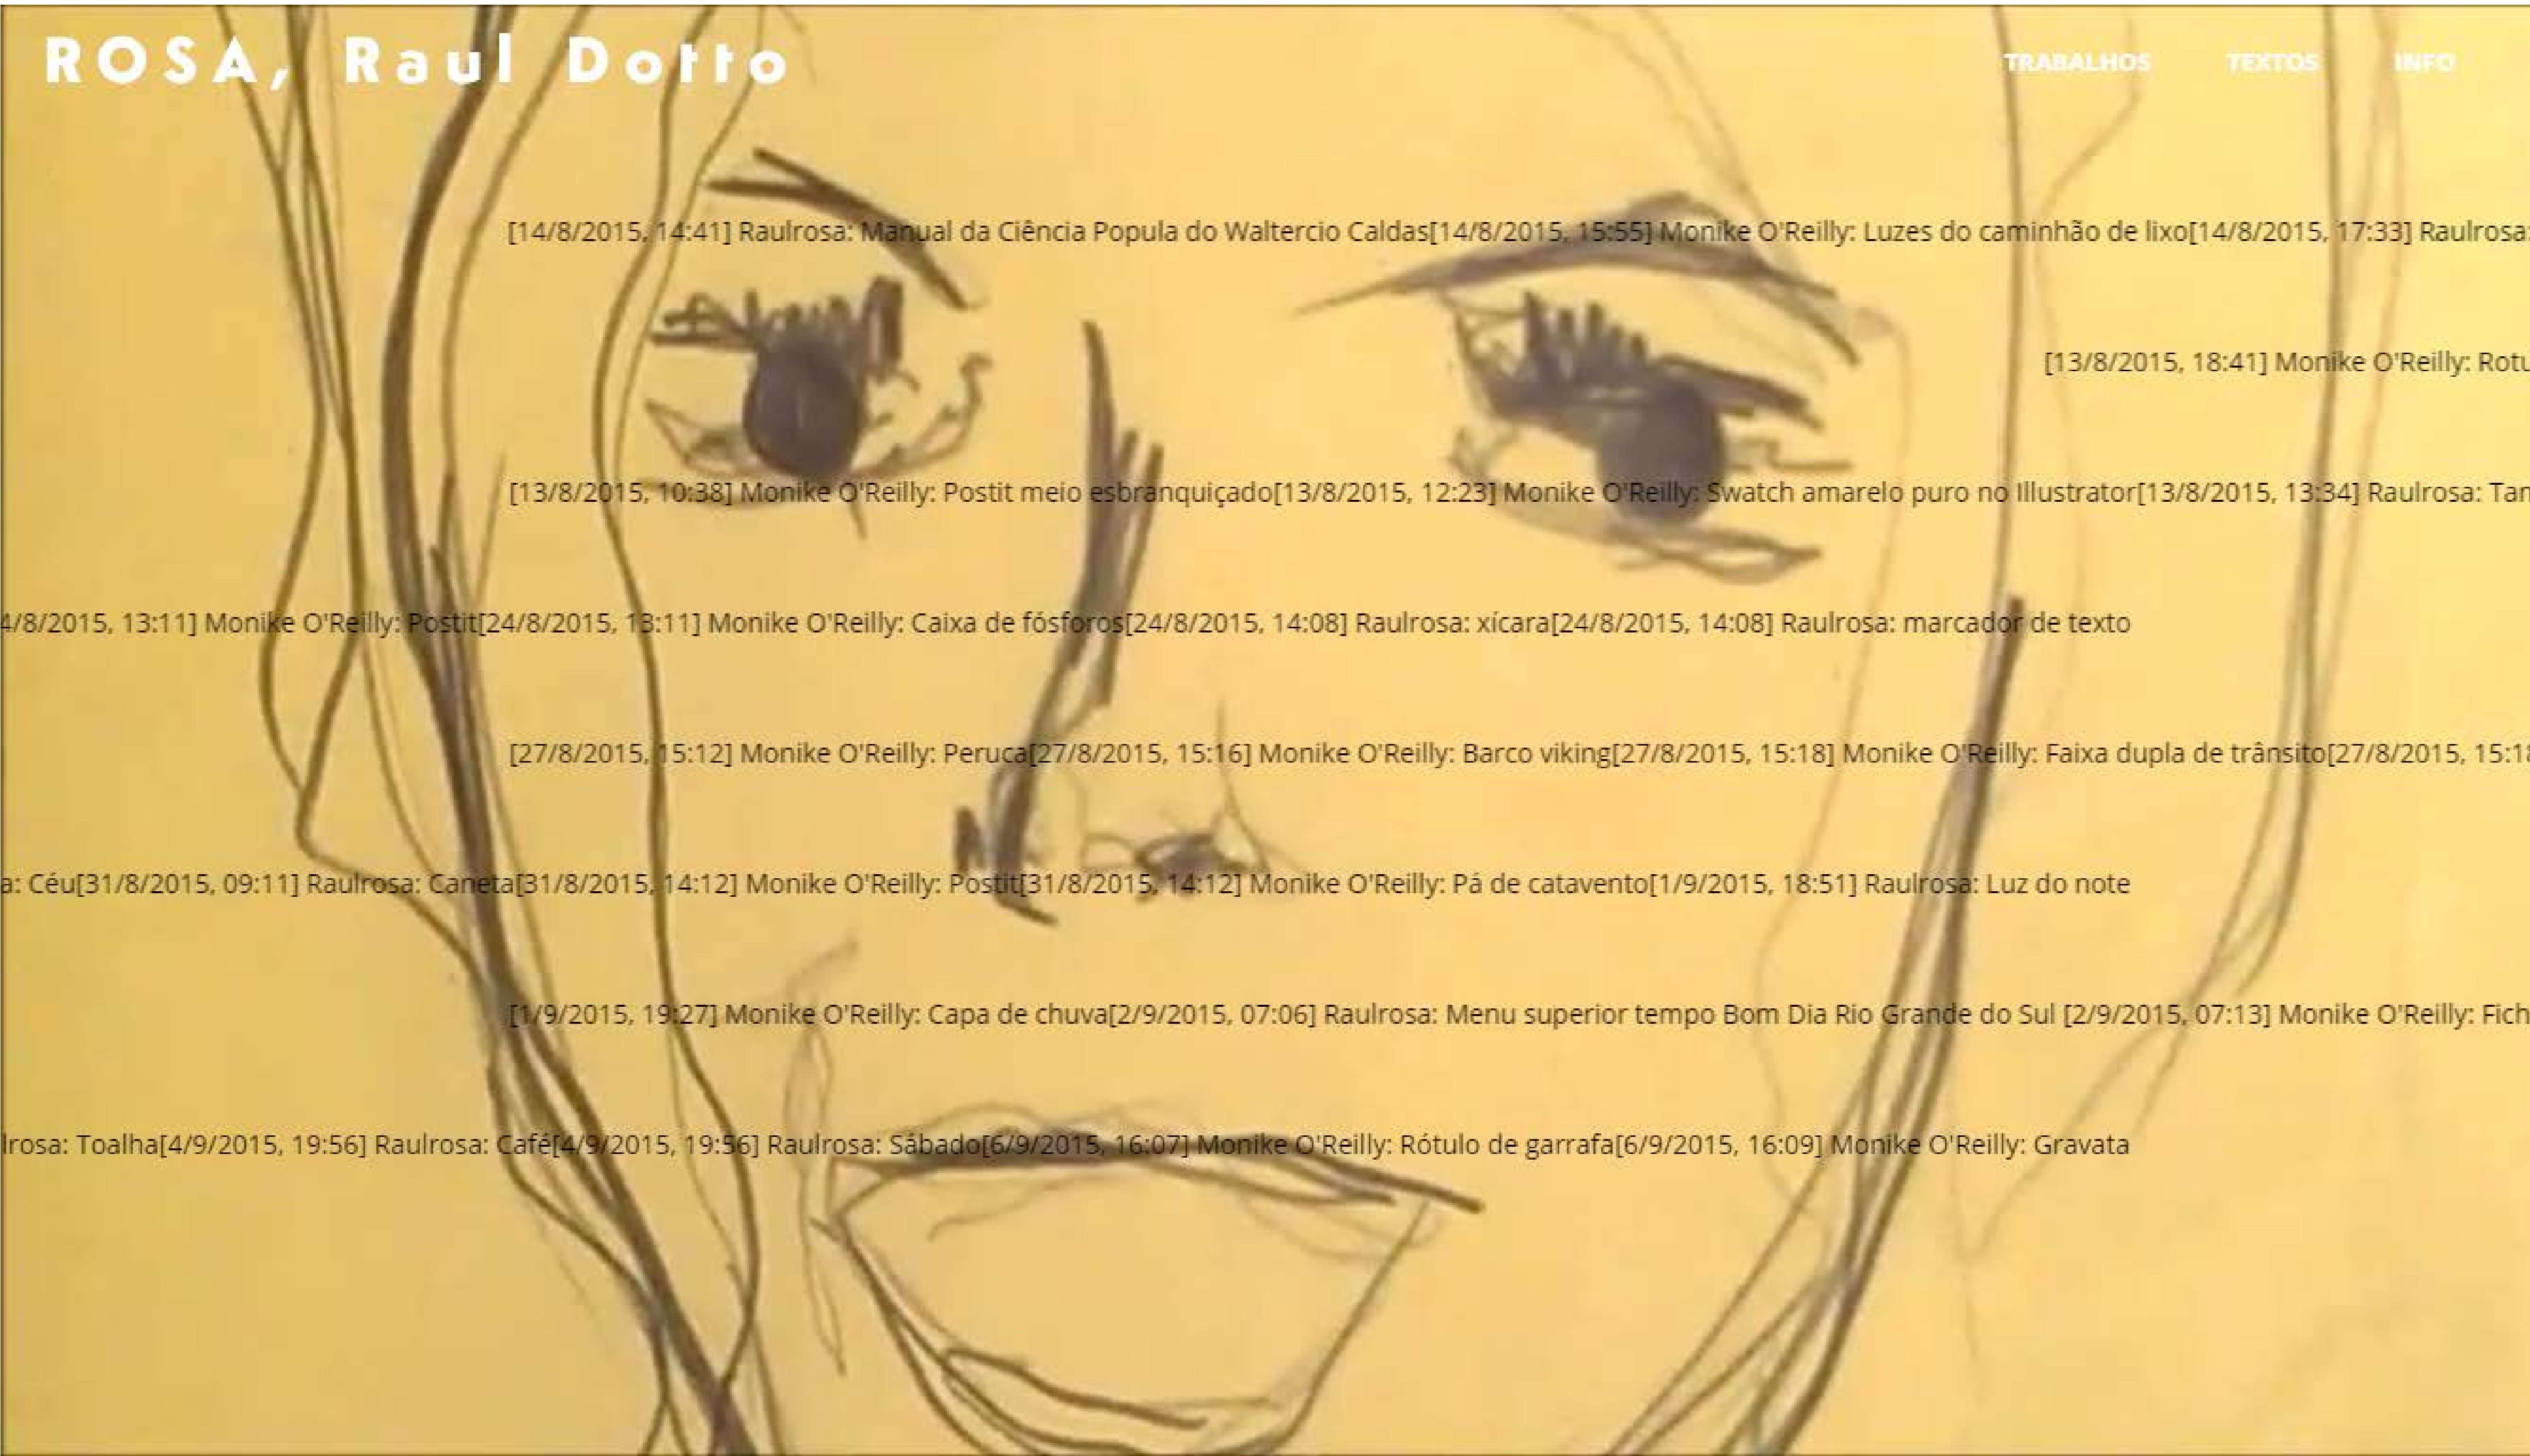 ROSA, Raul Dotto
TRABALHOS TEXTOS INFO
[14/8/2015, 14:41] Raulrosa: Manual da Ciência Popula do Waltercio Caldas[14/8/2015, 15:55] Monike O'Reilly: Luzes do caminhão de lixo[14/8/2015, 17:33] Raulrosa:
[13/8/2015, 18:41] Monike O'Reilly: Rotu
[13/8/2015, 10:38] Monike O'Reilly: Postit meio esbranquiçado[13/8/2015, 12:23] Monike O'Reilly: Swatch amarelo puro no Illustrator[13/8/2015, 13:34] Raulrosa: Tam
4/8/2015, 13:11] Monike O'Reilly: Postit[24/8/2015, 13:11] Monike O'Reilly: Caixa de fósforos[24/8/2015, 14:08] Raulrosa: xícara[24/8/2015, 14:08] Raulrosa: marcador de texto
[27/8/2015, 15:12] Monike O'Reilly: Peruca[27/8/2015, 15:16] Monike O'Reilly: Barco viking[27/8/2015, 15:18] Monike O'Reilly: Faixa dupla de trânsito[27/8/2015, 15:18
a: Céu[31/8/2015, 09:11] Raulrosa: Caneta[31/8/2015, 14:12] Monike O'Reilly: Postit[31/8/2015, 14:12] Monike O'Reilly: Pá de catavento[1/9/2015, 18:51] Raulrosa: Luz do note
[1/9/2015, 19:27] Monike O'Reilly: Capa de chuva[2/9/2015, 07:06] Raulrosa: Menu superior tempo Bom Dia Rio Grande do Sul [2/9/2015, 07:13] Monike O'Reilly: Fich
lrosa: Toalha[4/9/2015, 19:56] Raulrosa: Café[4/9/2015, 19:56] Raulrosa: Sábado[6/9/2015, 16:07] Monike O'Reilly: Rótulo de garrafa[6/9/2015, 16:09] Monike O'Reilly: Gravata